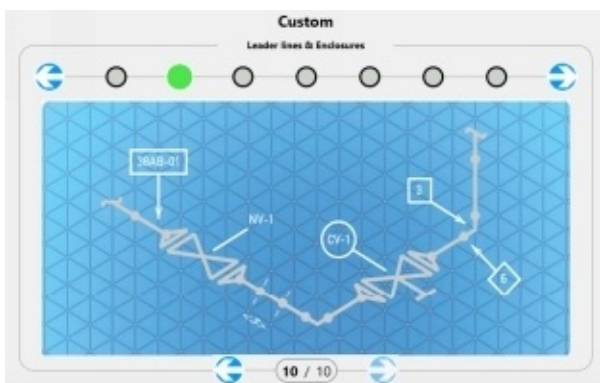 Custom
Leader lines & Enclosures
38AB-01
NV-1
CV-1
3
6
10 / 10